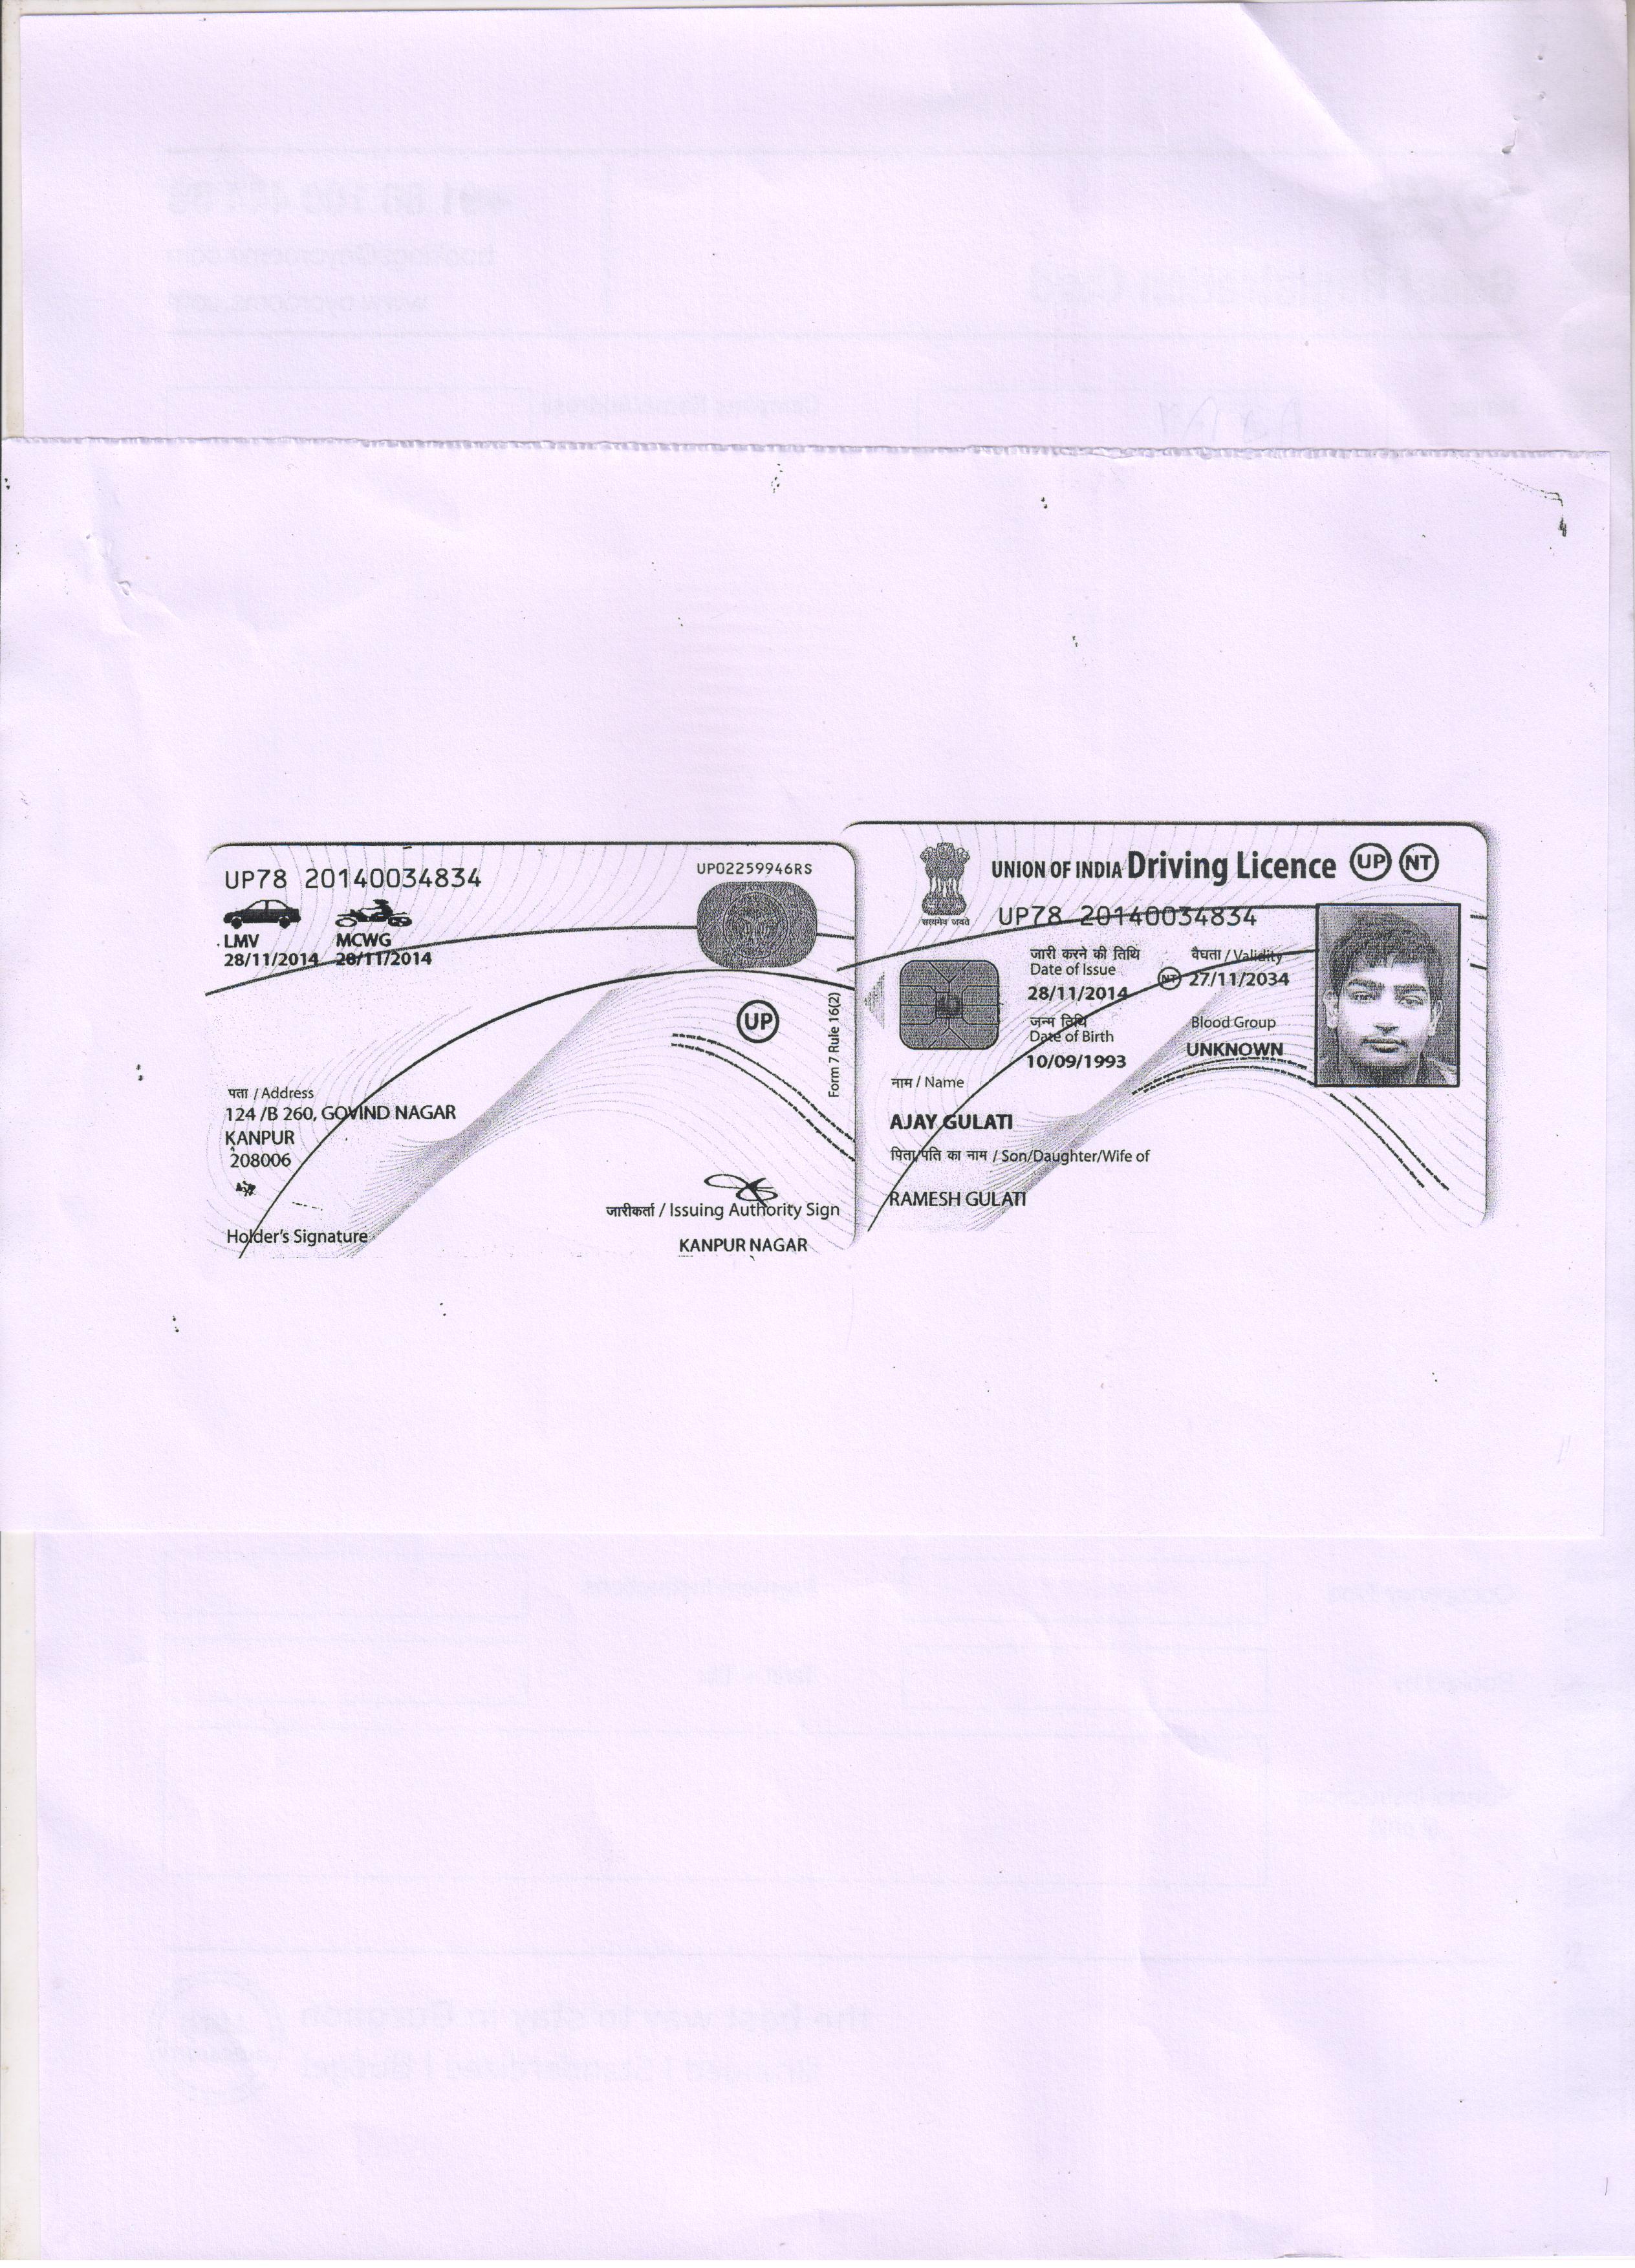 UP78 20140034834
UP02259946RS
LMV
MCWG
28/11/2014
28/11/2014
UP
Form 7 Rule 16(2)
पता / Address
124 /B 260, GOVIND NAGAR
KANPUR
208006
Holder's Signature
जारीकर्ता / Issuing Authority Sign
KANPUR NAGAR
UNION OF INDIA Driving Licence UP NT
सत्यमेव जयते
UP78 20140034834
जारी करने की तिथि
Date of Issue
28/11/2014
वैघता / Validity
NT 27/11/2034
जन्म तिथि
Date of Birth
10/09/1993
Blood Group
UNKNOWN
नाम / Name
AJAY GULATI
पिता/पति का नाम / Son/Daughter/Wife of
RAMESH GULATI